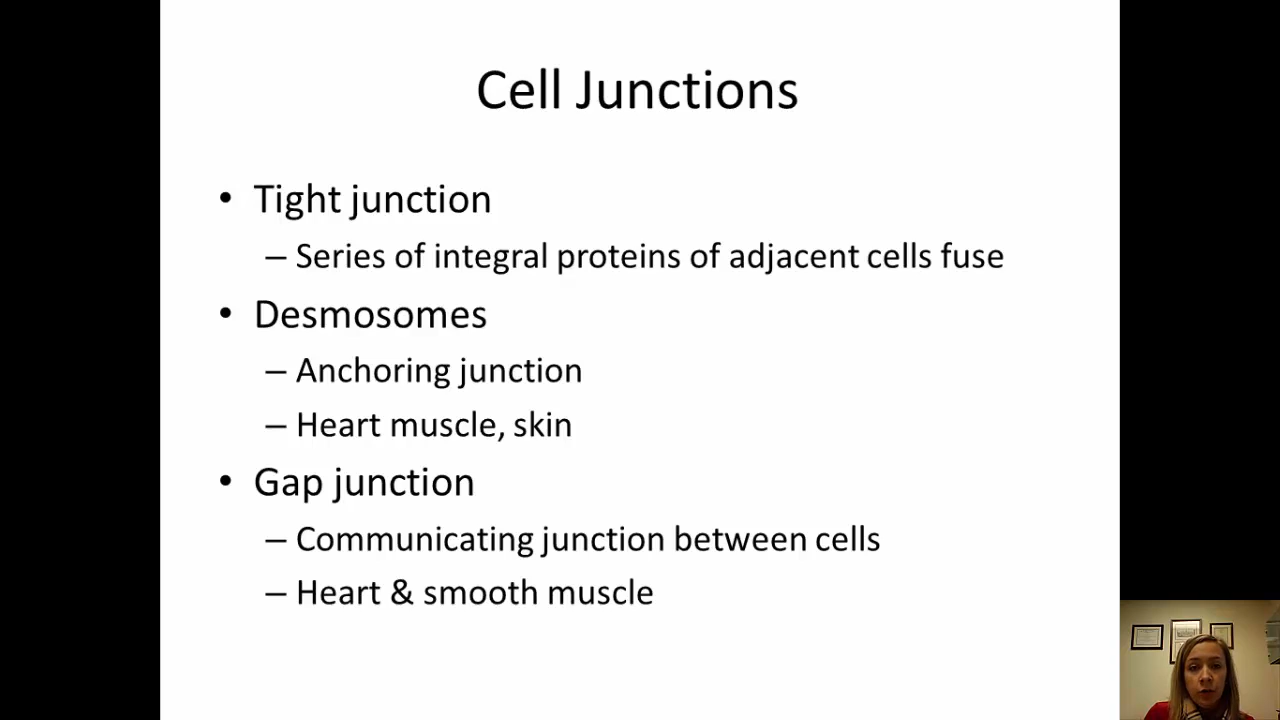 Cell Junctions
• Tight junction
– Series of integral proteins of adjacent cells fuse
• Desmosomes
– Anchoring junction
– Heart muscle, skin
• Gap junction
– Communicating junction between cells
– Heart & smooth muscle